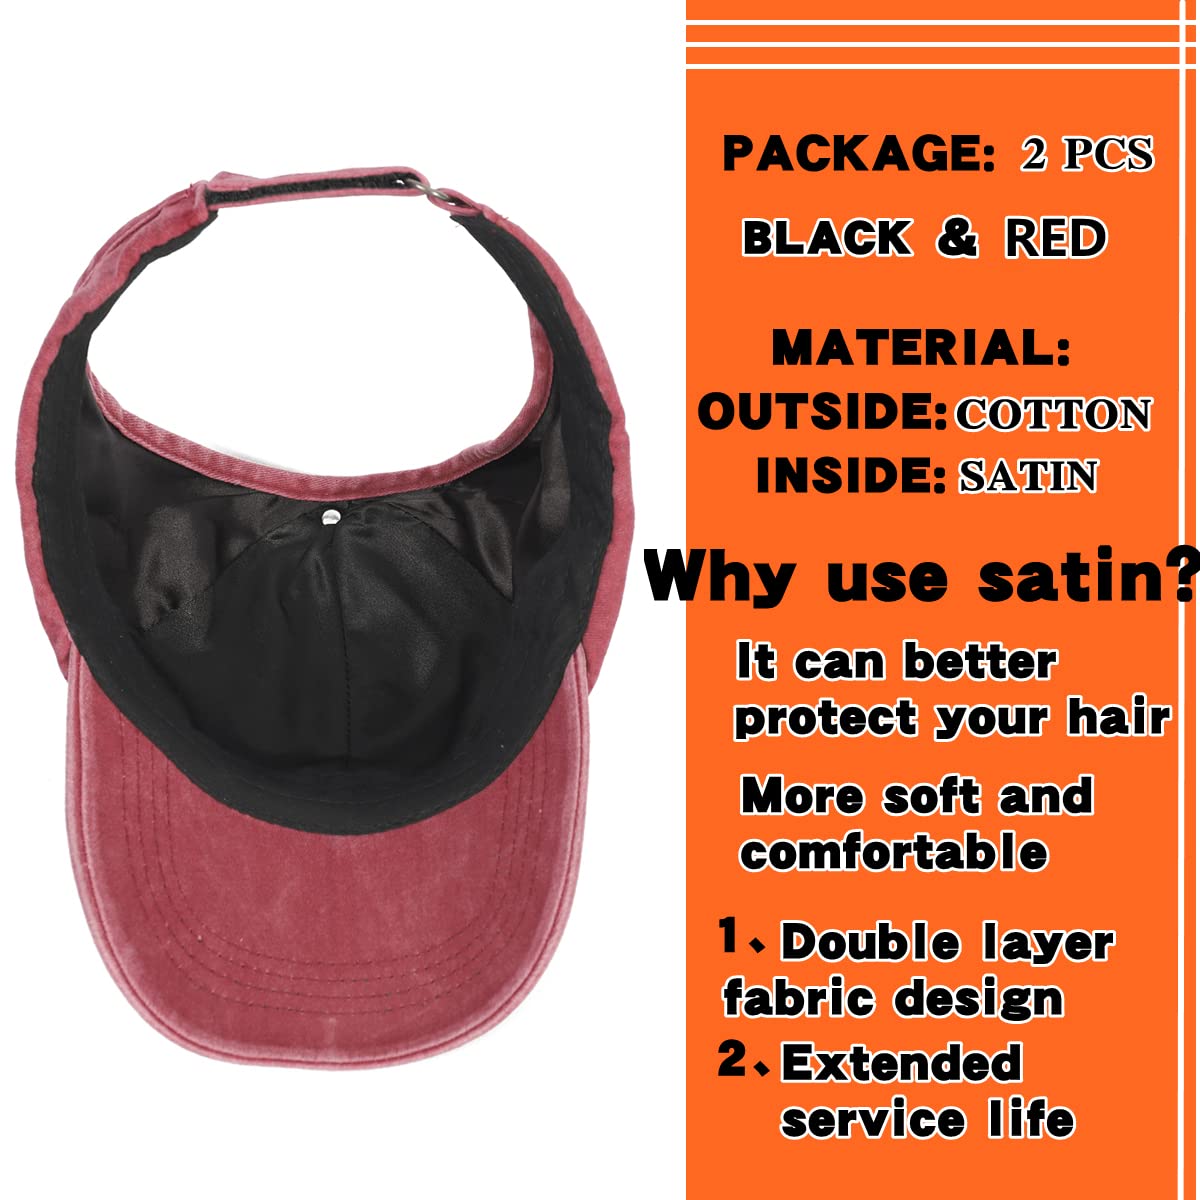 PACKAGE: 2 PCS
BLACK & RED
MATERIAL:
OUTSIDE: COTTON
INSIDE: SATIN
Why use satin?
It can better
protect your hair
More soft and
comfortable
1、Double layer
fabric design
2、Extended
service life